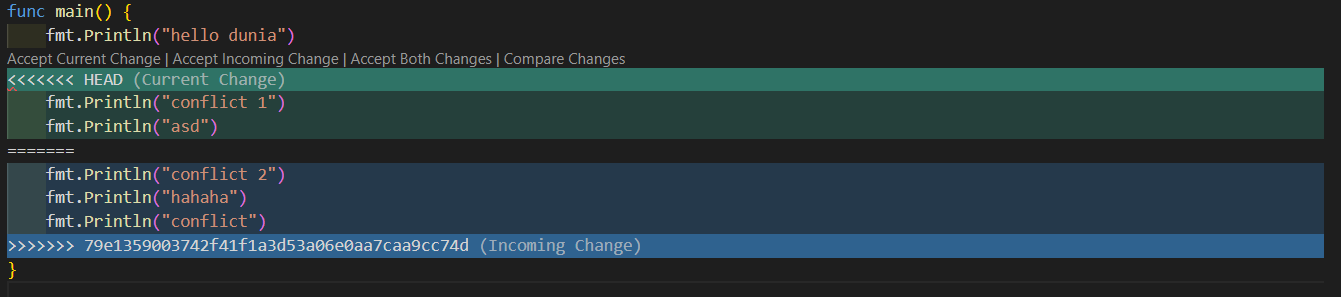 func main() {
    fmt.Println("hello dunia")
Accept Current Change | Accept Incoming Change | Accept Both Changes | Compare Changes
<<<<<<< HEAD (Current Change)
    fmt.Println("conflict 1")
    fmt.Println("asd")
=======
    fmt.Println("conflict 2")
    fmt.Println("hahaha")
    fmt.Println("conflict")
>>>>>>> 79e1359003742f41f1a3d53a06e0aa7caa9cc74d (Incoming Change)
}